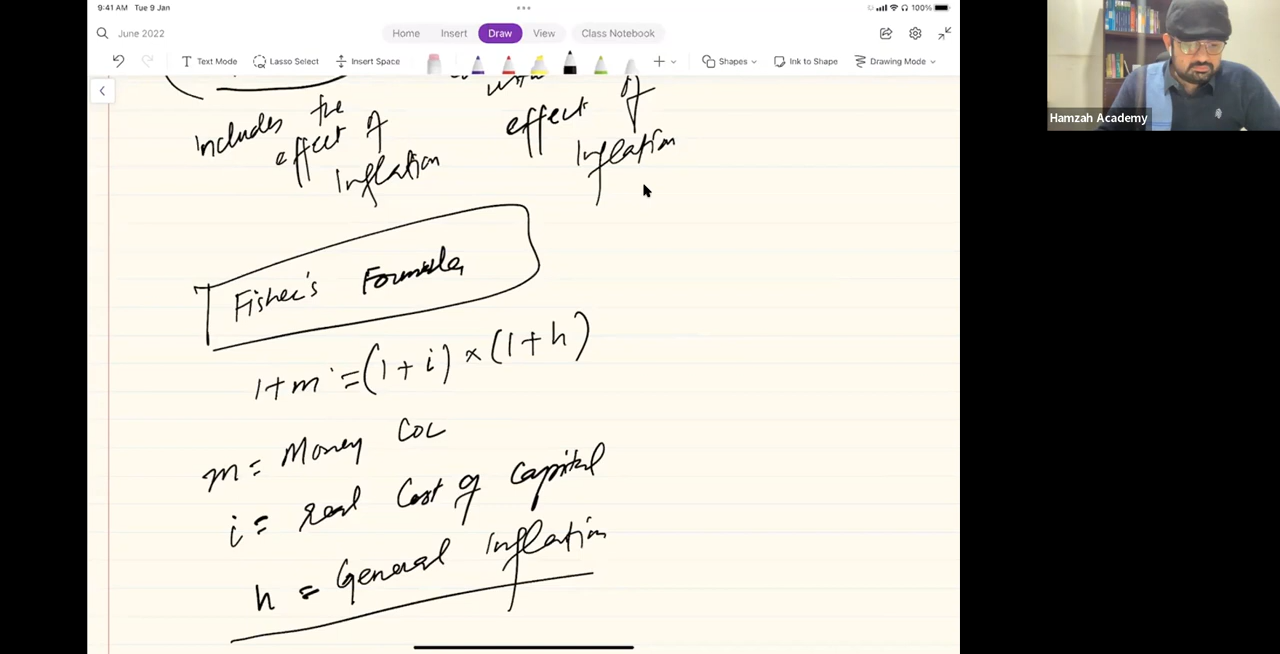 9:41 AM Tue 9 Jan
100%
June 2022
Home Insert Draw View Class Notebook
Text Mode Lasso Select Insert Space Shapes Ink to Shape Drawing Mode
Includes the
effect of
Inflation
effect of
Inflation
Fisher's Formula
1+m = (1+i) × (1+h)
m = Money COC
i = real Cost of Capital
h = General Inflation
Hamzah Academy